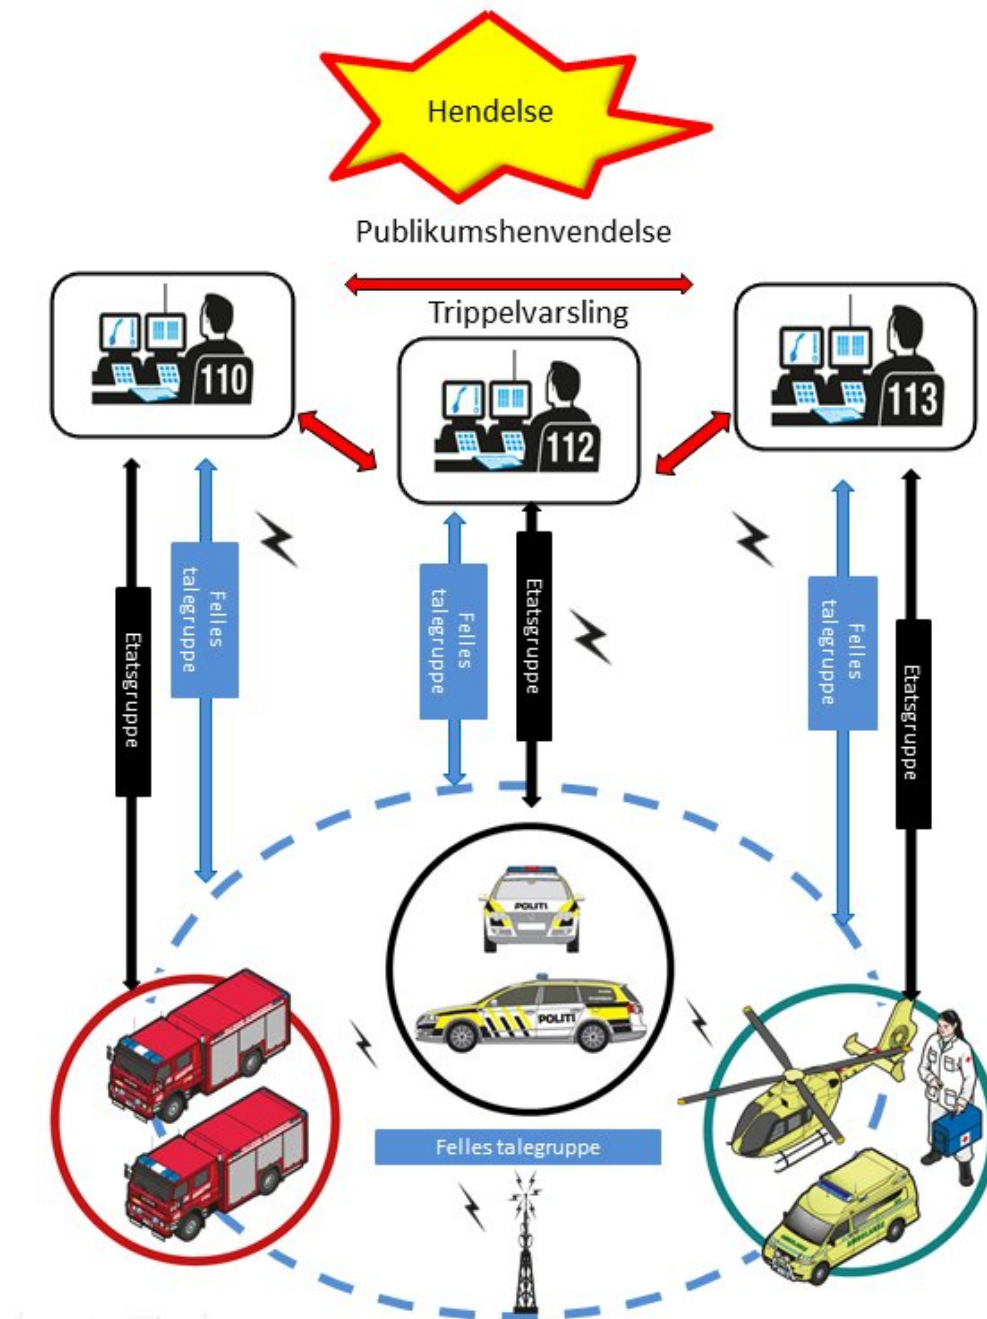 Hendelse
Publikumshenvendelse
Trippelvarsling
110
112
113
Etatsgruppe
Felles
talegruppe
Felles
talegruppe
Etatsgruppe
Felles
talegruppe
Etatsgruppe
POLITI
POLITI
Felles talegruppe
AMBULANSE